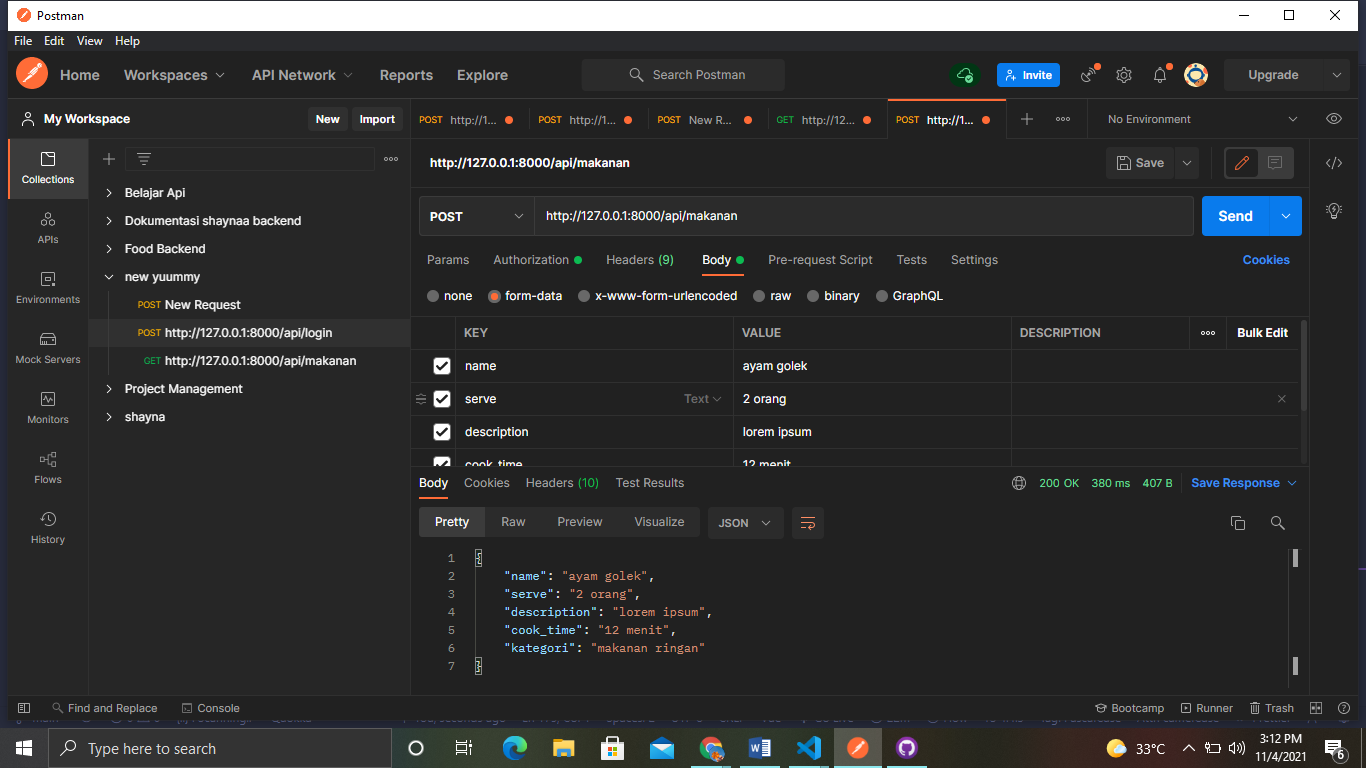 Postman
File Edit View Help
Home Workspaces API Network Reports Explore Search Postman Invite Upgrade
My Workspace New Import
POST http://1... POST http://1... POST New R... GET http://12... POST http://1... No Environment
http://127.0.0.1:8000/api/makanan Save
Collections
APIs
Environments
Mock Servers
Monitors
Flows
History
Belajar Api
Dokumentasi shaynaa backend
Food Backend
new yuummy
POST New Request
POST http://127.0.0.1:8000/api/login
GET http://127.0.0.1:8000/api/makanan
Project Management
shayna
POST http://127.0.0.1:8000/api/makanan Send
Params Authorization Headers (9) Body Pre-request Script Tests Settings Cookies
none form-data x-www-form-urlencoded raw binary GraphQL
KEY VALUE DESCRIPTION Bulk Edit
name ayam golek
serve Text 2 orang
description lorem ipsum
cook_time 12 menit
Body Cookies Headers (10) Test Results 200 OK 380 ms 407 B Save Response
Pretty Raw Preview Visualize JSON
1 {
2 "name": "ayam golek",
3 "serve": "2 orang",
4 "description": "lorem ipsum",
5 "cook_time": "12 menit",
6 "kategori": "makanan ringan"
7 }
Find and Replace Console Bootcamp Runner Trash
Type here to search 33°C 3:12 PM
11/4/2021 6